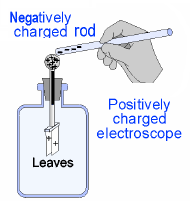 Negatively
charged rod
Positively
charged
electroscope
Leaves